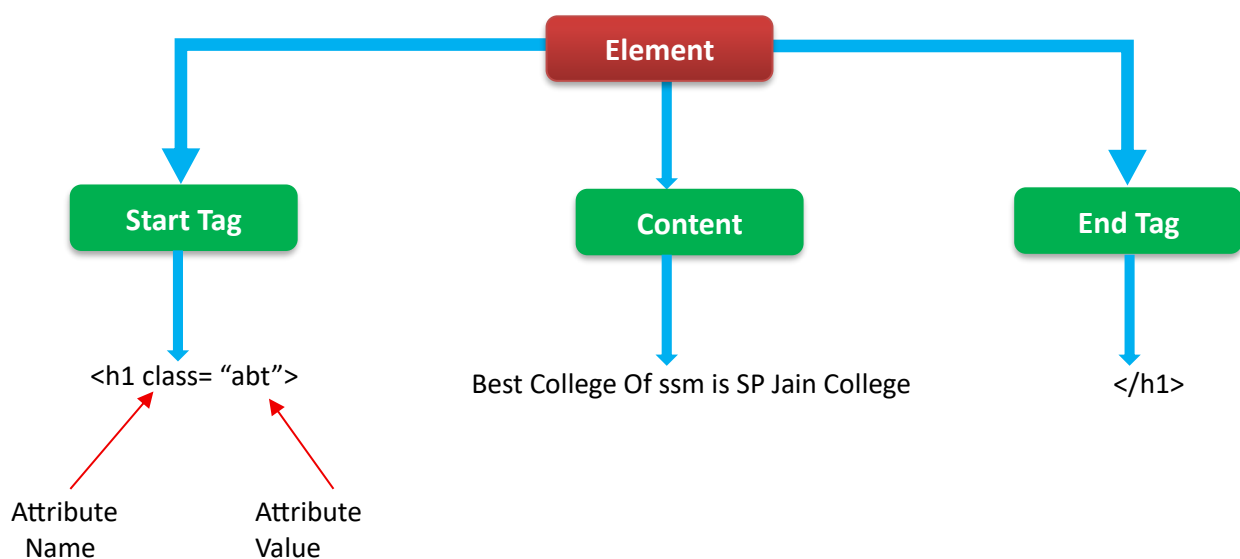 Element
Start Tag
Content
End Tag
<h1 class= “abt”>
Best College Of ssm is SP Jain College
</h1>
Attribute
Name
Attribute
Value